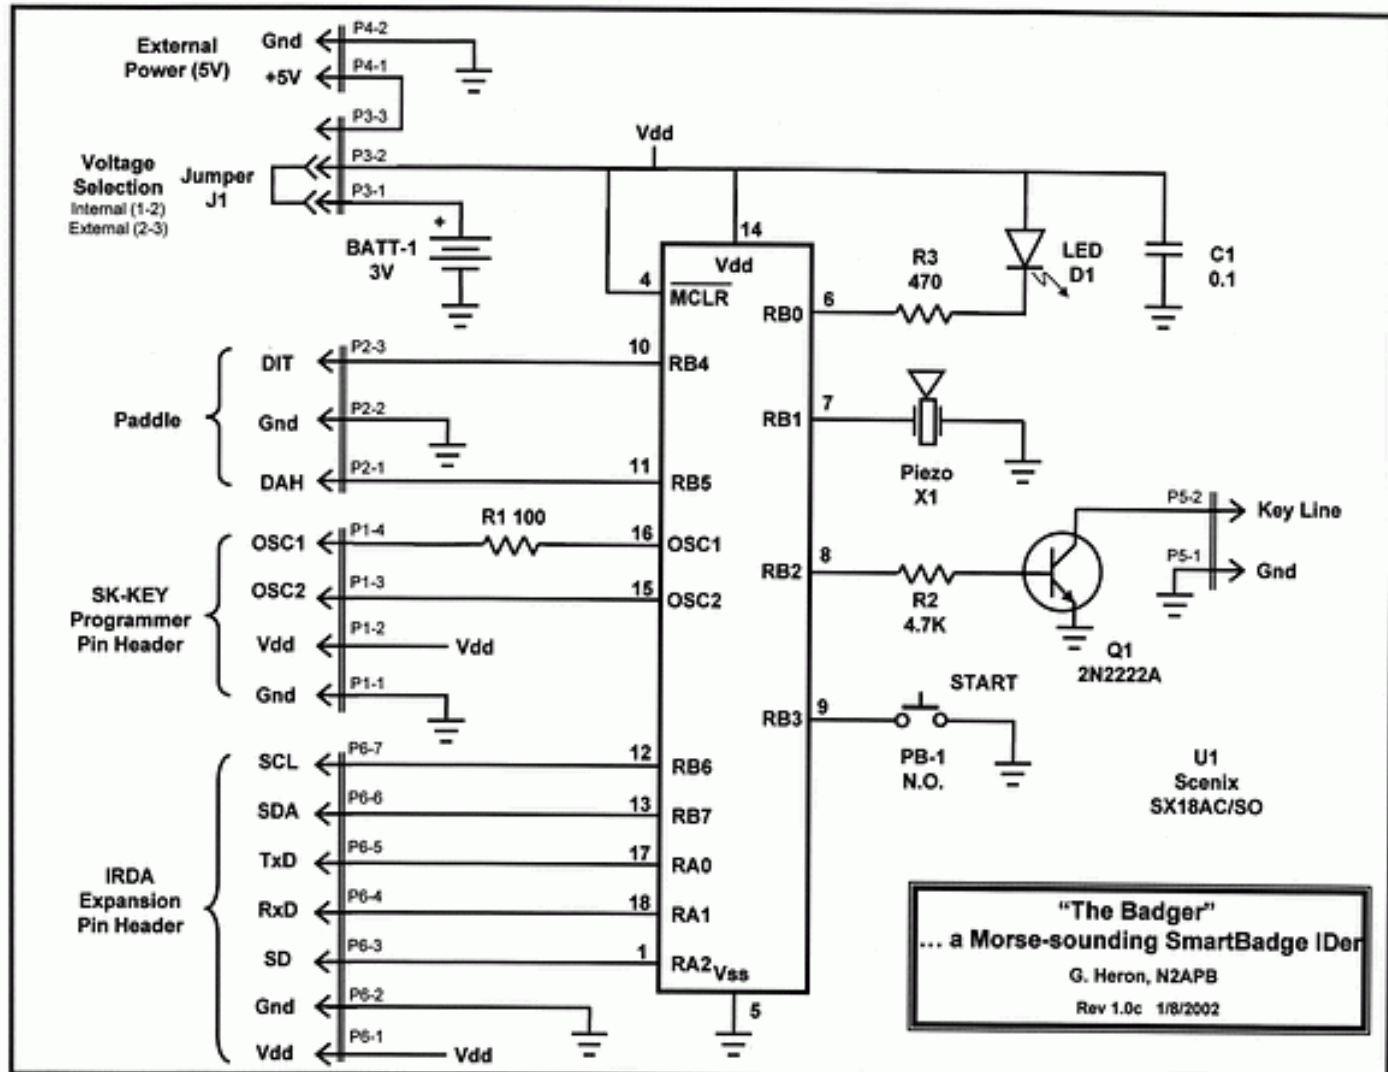 External
Power (5V)
Gnd
P4-2
+5V
P4-1
P3-3
Voltage
Selection
Internal (1-2)
External (2-3)
Jumper
J1
P3-2
P3-1
+
BATT-1
3V
Vdd
14
Vdd
4
MCLR
R3
470
LED
D1
C1
0.1
6
RB0
Paddle
DIT
P2-3
10
RB4
Gnd
P2-2
DAH
P2-1
11
RB5
7
RB1
Piezo
X1
SK-KEY
Programmer
Pin Header
OSC1
P1-4
R1 100
16
OSC1
OSC2
P1-3
15
OSC2
Vdd
P1-2
Vdd
Gnd
P1-1
8
RB2
R2
4.7K
Q1
2N2222A
P5-2
Key Line
P5-1
Gnd
START
9
RB3
PB-1
N.O.
U1
Scenix
SX18AC/SO
IRDA
Expansion
Pin Header
SCL
P6-7
12
RB6
SDA
P6-6
13
RB7
TxD
P6-5
17
RA0
RxD
P6-4
18
RA1
SD
P6-3
1
RA2
Vss
5
Gnd
P6-2
Vdd
P6-1
Vdd
“The Badger”
... a Morse-sounding SmartBadge IDer
G. Heron, N2APB
Rev 1.0c 1/8/2002